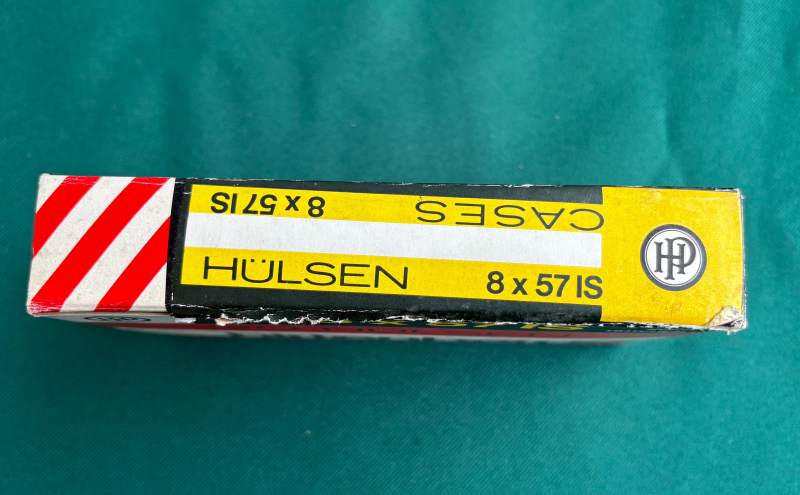 8 x 57 IS CASES
HÜLSEN 8 x 57 IS
HP